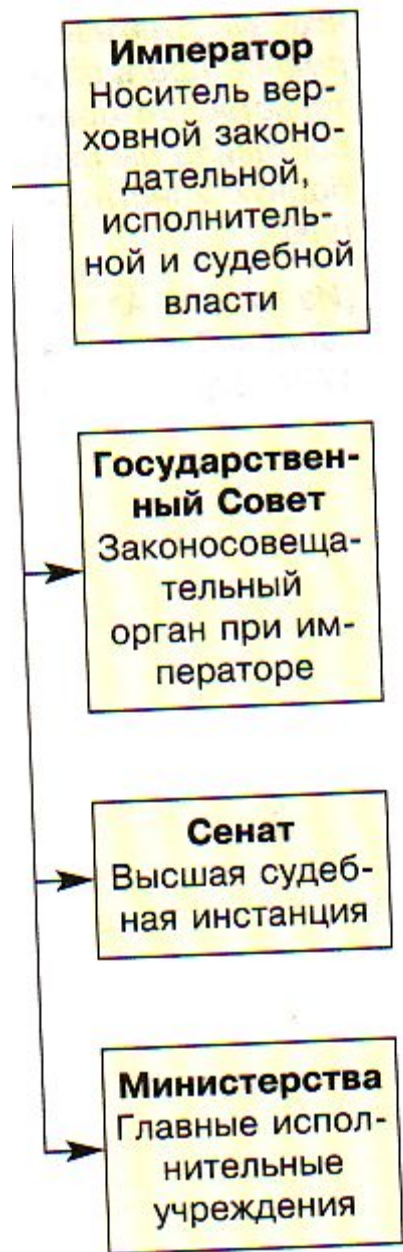 Император
Носитель вер-
ховной законо-
дательной,
исполнитель-
ной и судебной
власти
Государствен-
ный Совет
Законосовеща-
тельный
орган при им-
ператоре
Сенат
Высшая судеб-
ная инстанция
Министерства
Главные испол-
нительные
учреждения